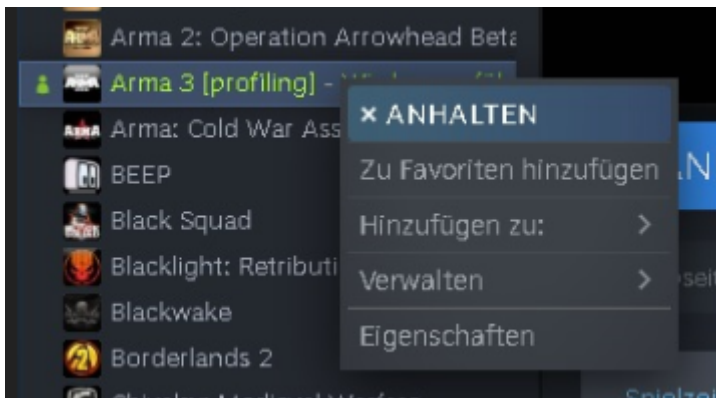 Arma 2: Operation Arrowhead Beta
Arma 3 [profiling] -
Arma: Cold War Ass
BEEP
Black Squad
Blacklight: Retributi
Blackwake
Borderlands 2
× ANHALTEN
Zu Favoriten hinzufügen
Hinzufügen zu: >
Verwalten >
Eigenschaften
AN